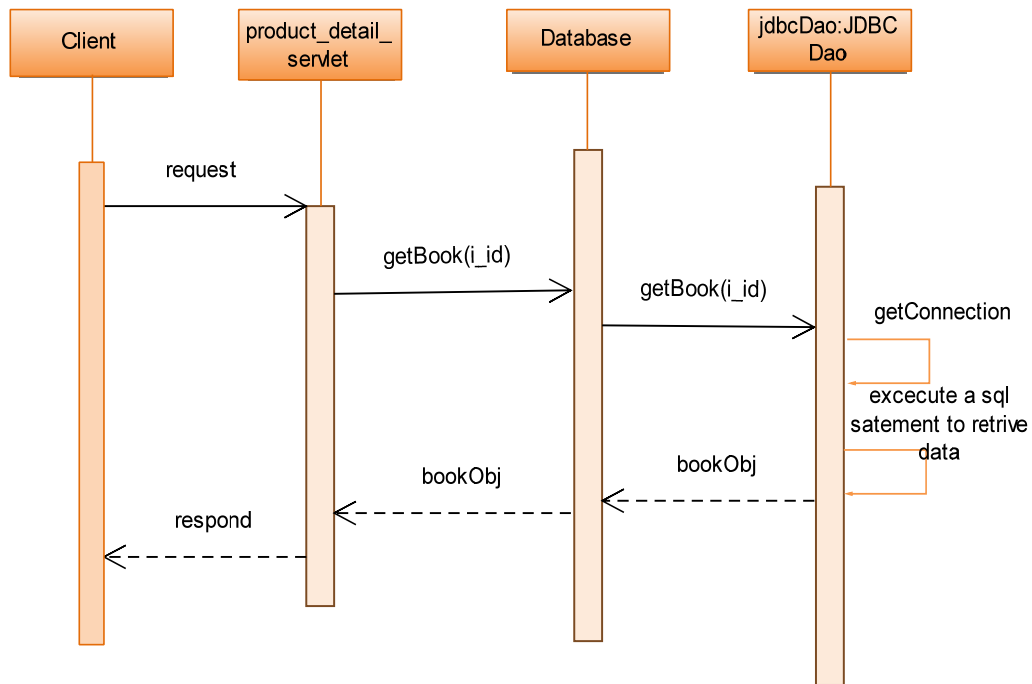 Client
product_detail_
servlet
Database
jdbcDao:JDBC
Dao
request
getBook(i_id)
getBook(i_id)
getConnection
excecute a sql
satement to retrive
data
bookObj
bookObj
respond